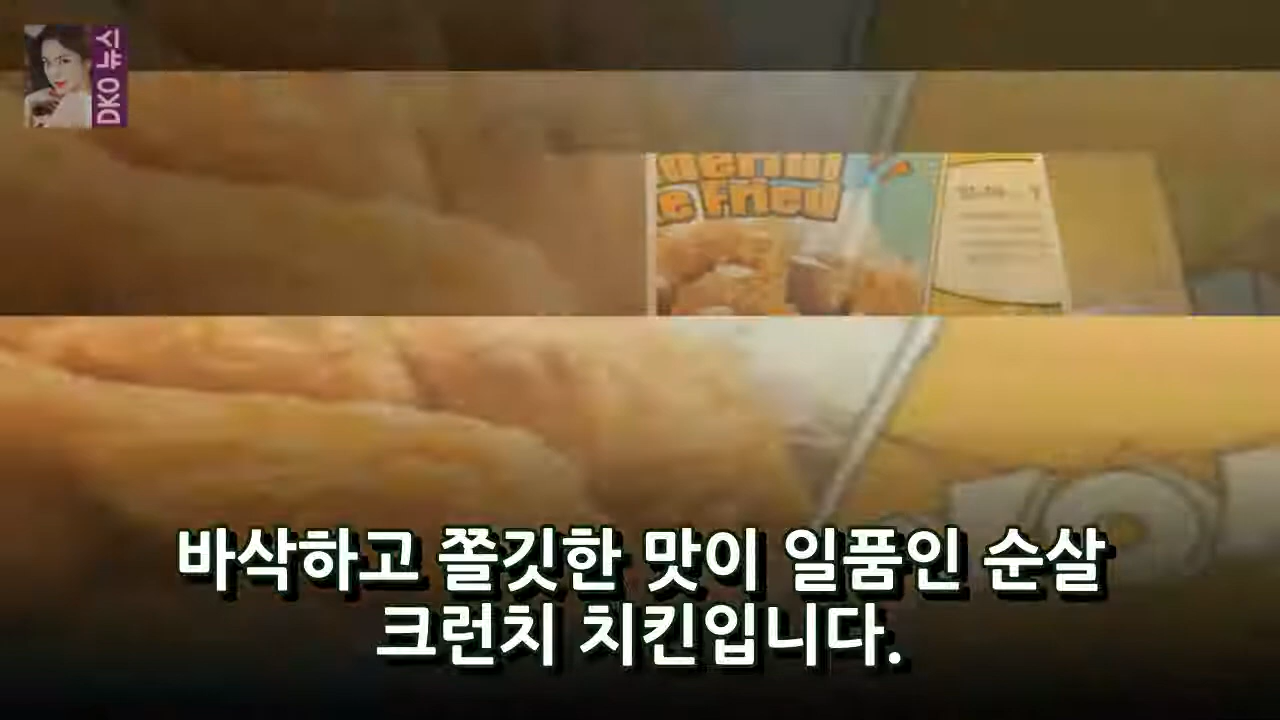 DKO 뉴스
Fried
바삭하고 쫄깃한 맛이 일품인 순살
크런치 치킨입니다.